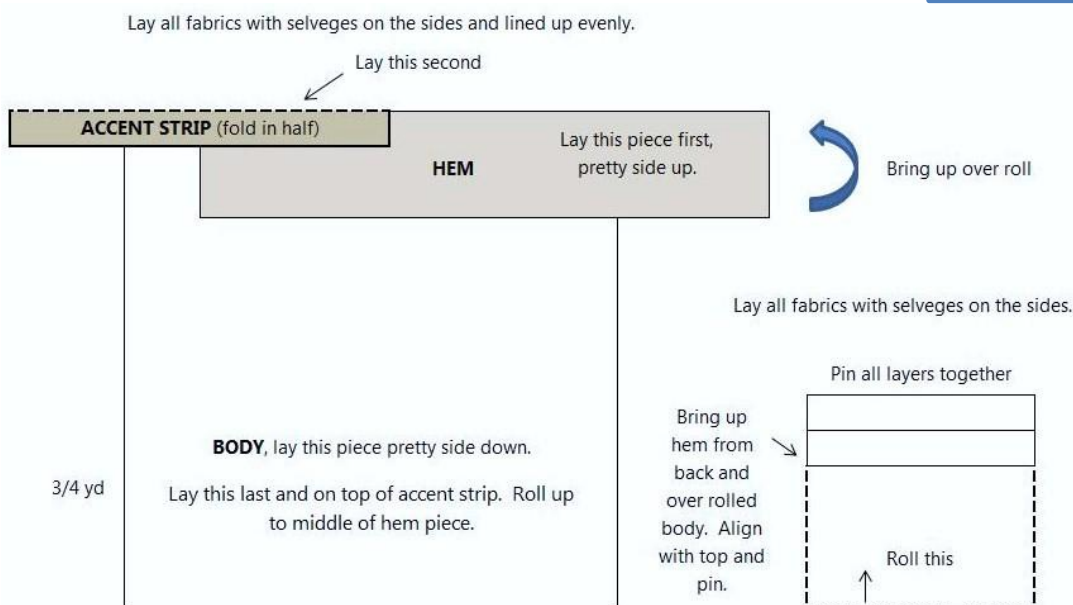 Lay all fabrics with selveges on the sides and lined up evenly.
Lay this second
ACCENT STRIP (fold in half)
HEM
Lay this piece first,
pretty side up.
Bring up over roll
Lay all fabrics with selveges on the sides.
Pin all layers together
Bring up
hem from
back and
over rolled
body. Align
with top and
pin.
BODY, lay this piece pretty side down.
3/4 yd
Lay this last and on top of accent strip. Roll up
to middle of hem piece.
Roll this